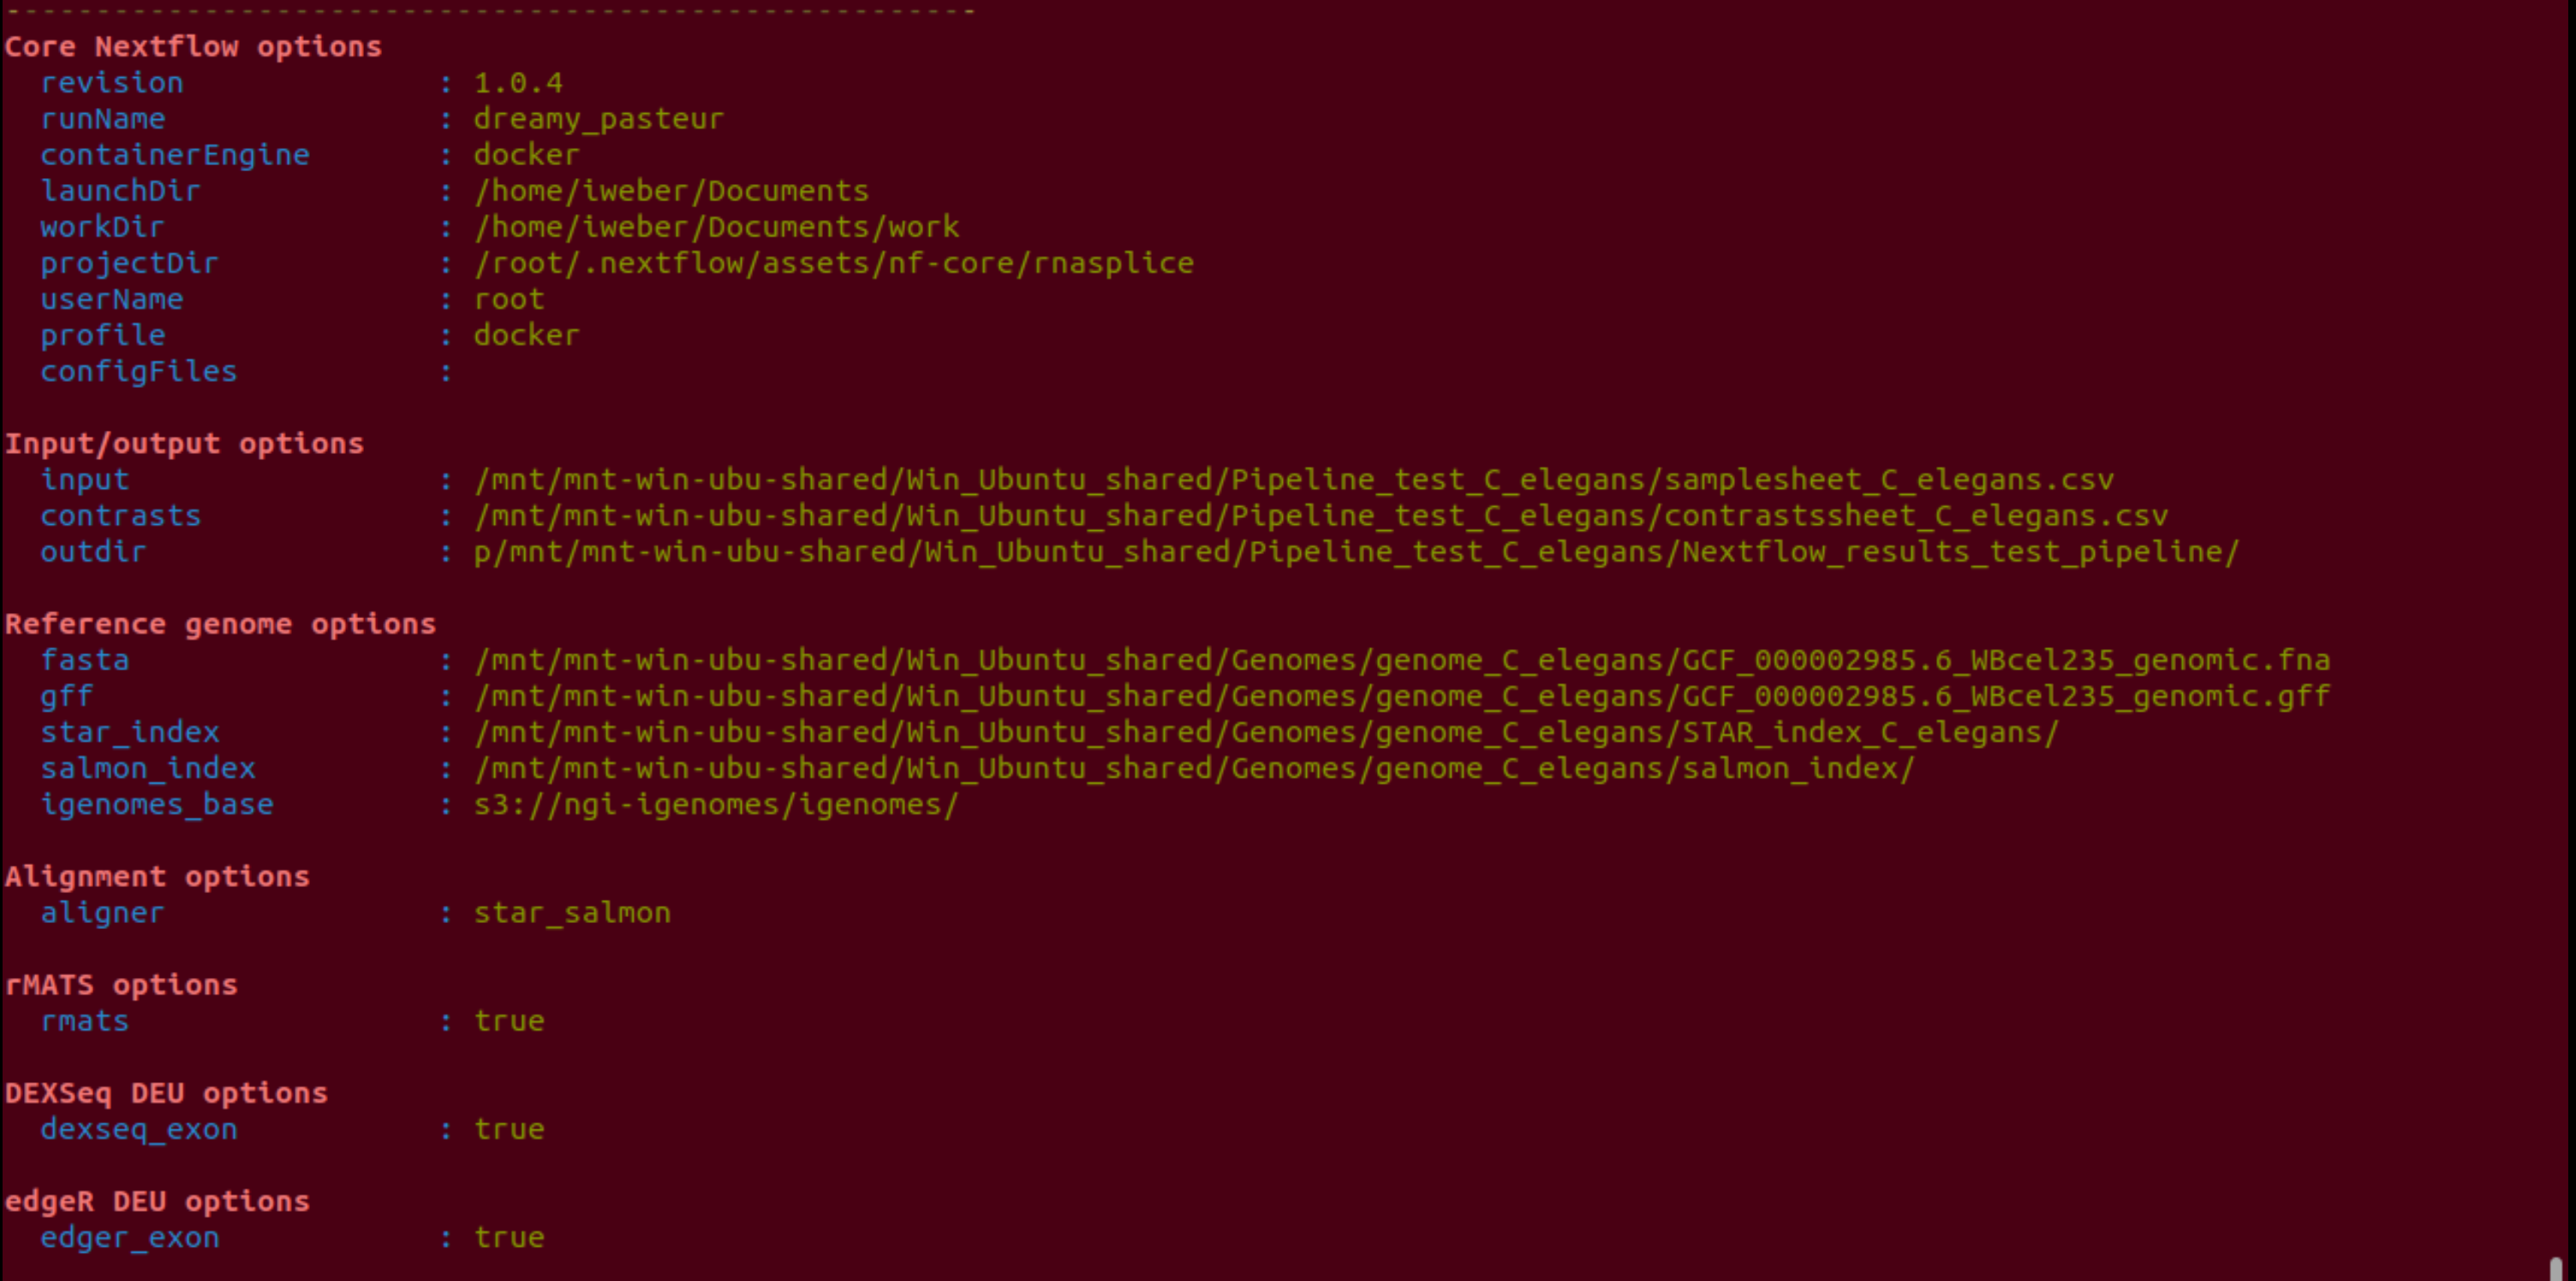 -----------------------------------------------------
Core Nextflow options
revision : 1.0.4
runName : dreamy_pasteur
containerEngine : docker
launchDir : /home/iweber/Documents
workDir : /home/iweber/Documents/work
projectDir : /root/.nextflow/assets/nf-core/rnasplice
userName : root
profile : docker
configFiles :
Input/output options
input : /mnt/mnt-win-ubu-shared/Win_Ubuntu_shared/Pipeline_test_C_elegans/samplesheet_C_elegans.csv
contrasts : /mnt/mnt-win-ubu-shared/Win_Ubuntu_shared/Pipeline_test_C_elegans/contrastssheet_C_elegans.csv
outdir : p/mnt/mnt-win-ubu-shared/Win_Ubuntu_shared/Pipeline_test_C_elegans/Nextflow_results_test_pipeline/
Reference genome options
fasta : /mnt/mnt-win-ubu-shared/Win_Ubuntu_shared/Genomes/genome_C_elegans/GCF_000002985.6_WBcel235_genomic.fna
gff : /mnt/mnt-win-ubu-shared/Win_Ubuntu_shared/Genomes/genome_C_elegans/GCF_000002985.6_WBcel235_genomic.gff
star_index : /mnt/mnt-win-ubu-shared/Win_Ubuntu_shared/Genomes/genome_C_elegans/STAR_index_C_elegans/
salmon_index : /mnt/mnt-win-ubu-shared/Win_Ubuntu_shared/Genomes/genome_C_elegans/salmon_index/
igenomes_base : s3://ngi-igenomes/igenomes/
Alignment options
aligner : star_salmon
rMATS options
rmats : true
DEXSeq DEU options
dexseq_exon : true
edgeR DEU options
edger_exon : true